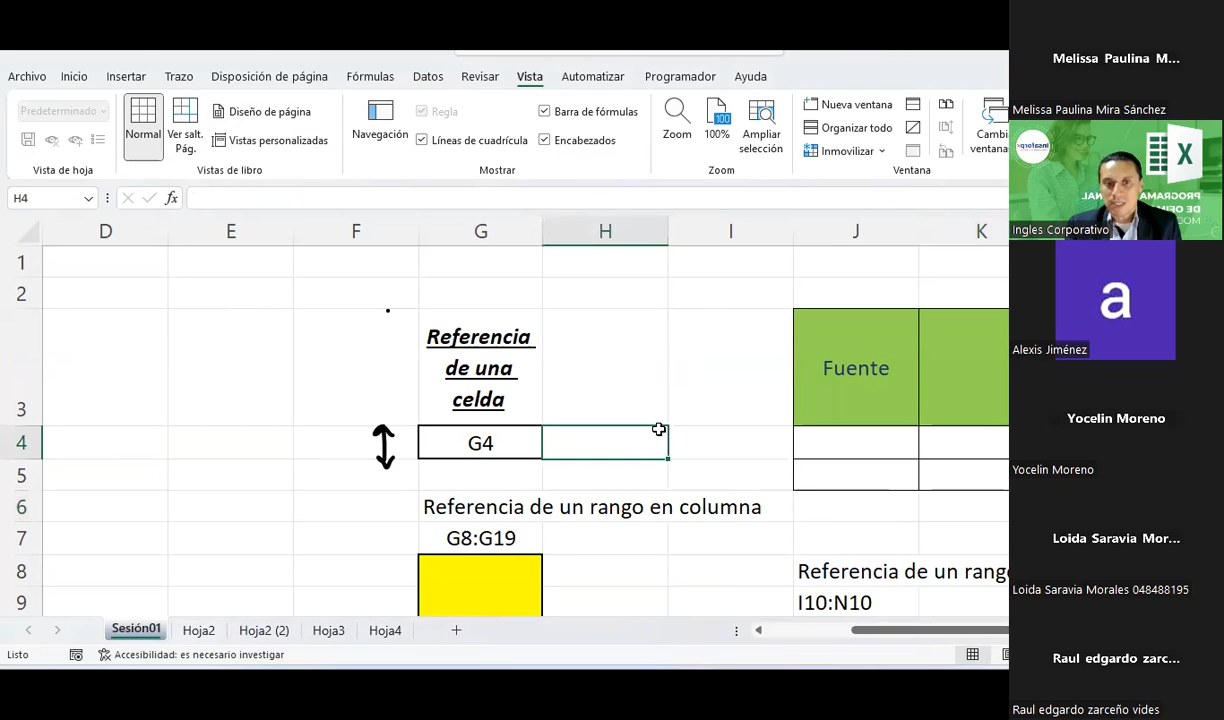 Archivo Inicio Insertar Trazo Disposición de página Fórmulas Datos Revisar Vista Automatizar Programador Ayuda
Predeterminado
Normal
Ver salt. Pág.
Diseño de página
Vistas personalizadas
Navegación
Regla
Barra de fórmulas
Líneas de cuadrícula
Encabezados
Zoom
100%
Ampliar selección
Nueva ventana
Organizar todo
Inmovilizar
Cambi
ventana
Vista de hoja
Vistas de libro
Mostrar
Zoom
Ventana
H4
fx
D E F G H I J K
1
2
3
4
5
6
7
8
9
Referencia
de una
celda
G4
Referencia de un rango en columna
G8:G19
Fuente
Referencia de un rang
I10:N10
Sesión01 Hoja2 Hoja2 (2) Hoja3 Hoja4
Listo
Accesibilidad: es necesario investigar
Melissa Paulina M...
Melissa Paulina Mira Sánchez
X
Ingles Corporativo
a
Alexis Jiménez
Yocelin Moreno
Yocelin Moreno
Loida Saravia Mor...
Loida Saravia Morales 048488195
Raul edgardo zarc...
Raul edgardo zarceño vides